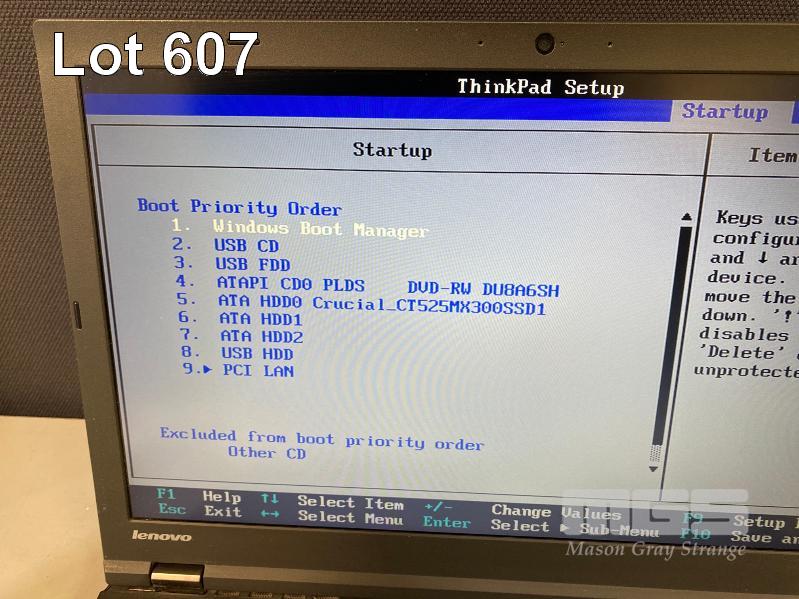 Lot 607
ThinkPad Setup
Startup
Startup
Item
Boot Priority Order
1. Windows Boot Manager
2. USB CD
3. USB FDD
4. ATAPI CD0 PLDS DVD-RW DU8A6SH
5. ATA HDD0 Crucial_CT525MX300SSD1
6. ATA HDD1
7. ATA HDD2
8. USB HDD
9.▸ PCI LAN
Excluded from boot priority order
Other CD
Keys us
configur
and ↓ ar
device.
move the
down. '!'
disables
'Delete'
unprotecte
F1 Help ↑↓ Select Item +/- Change Values F9 Setup
Esc Exit ←→ Select Menu Enter Select ▸ Sub-Menu F10 Save an
lenovo
MGS
Mason Gray Strange